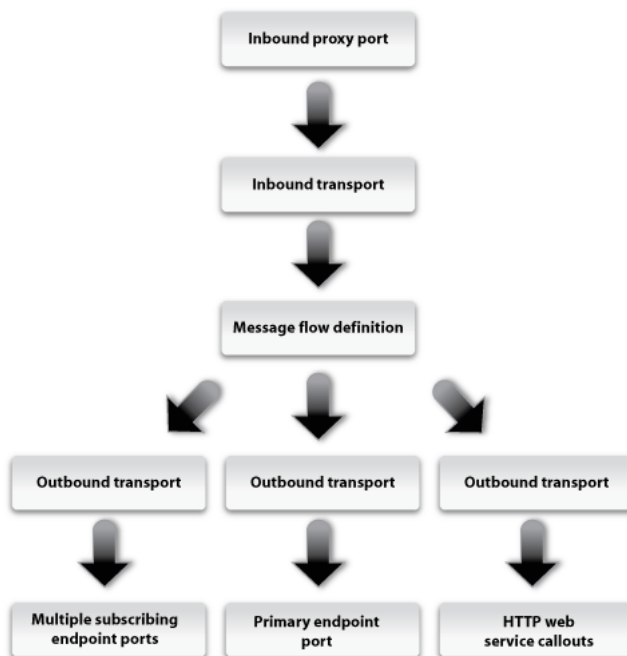 Inbound proxy port
Inbound transport
Message flow definition
Outbound transport
Outbound transport
Outbound transport
Multiple subscribing
endpoint ports
Primary endpoint
port
HTTP web
service callouts